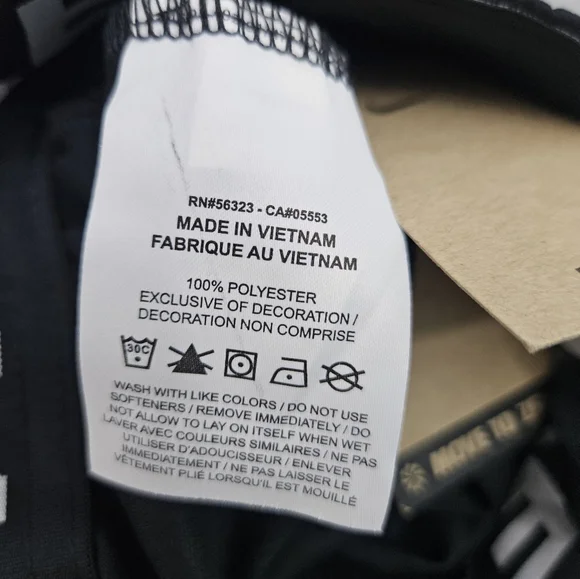 RN#56323 - CA#05553
MADE IN VIETNAM
FABRIQUE AU VIETNAM
100% POLYESTER
EXCLUSIVE OF DECORATION /
DECORATION NON COMPRISE
30C
WASH WITH LIKE COLORS / DO NOT USE
SOFTENERS / REMOVE IMMEDIATELY / DO
NOT ALLOW TO LAY ON ITSELF WHEN WET
LAVER AVEC COULEURS SIMILAIRES / NE PAS
UTILISER D'ADOUCISSEUR / ENLEVER
IMMEDIATEMENT / NE PAS LAISSER LE
VÊTEMENT PLIÉ LORSQU'IL EST MOUILLÉ
MOVE TO